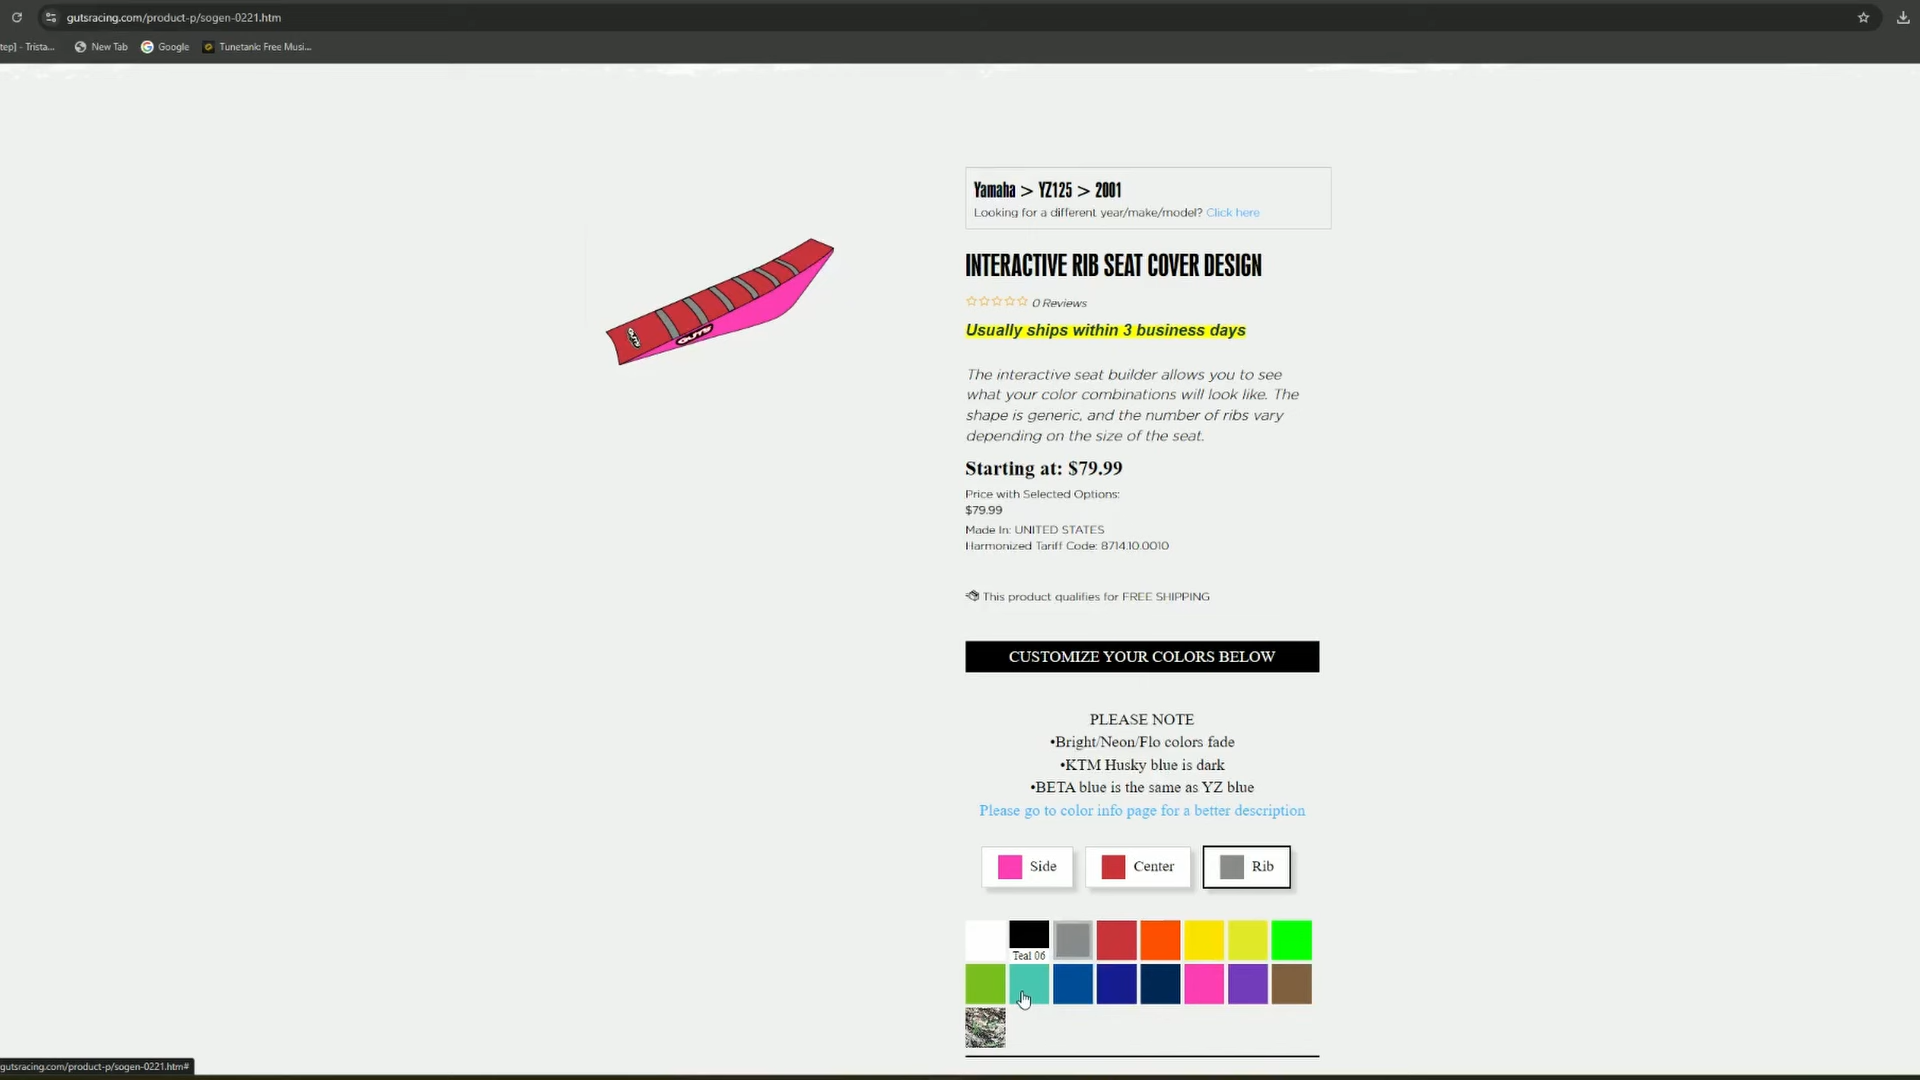 gutsracing.com/product-p/sogen-0221.htm
tep] - Trista...
New Tab
Google
Tunetank: Free Musi...
Yamaha > YZ125 > 2001
Looking for a different year/make/model? Click here
INTERACTIVE RIB SEAT COVER DESIGN
0 Reviews
Usually ships within 3 business days
The interactive seat builder allows you to see
what your color combinations will look like. The
shape is generic, and the number of ribs vary
depending on the size of the seat.
GUTS
GUTS
Starting at: $79.99
Price with Selected Options:
$79.99
Made In: UNITED STATES
Harmonized Tariff Code: 8714.10.0010
This product qualifies for FREE SHIPPING
CUSTOMIZE YOUR COLORS BELOW
PLEASE NOTE
•Bright/Neon/Flo colors fade
•KTM Husky blue is dark
•BETA blue is the same as YZ blue
Please go to color info page for a better description
Side
Center
Rib
Teal 06
gutsracing.com/product-p/sogen-0221.htm#